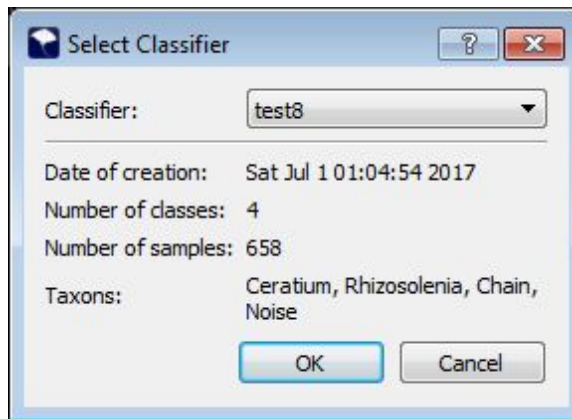 Select Classifier
?
Classifier: test8
Date of creation: Sat Jul 1 01:04:54 2017
Number of classes: 4
Number of samples: 658
Taxons: Ceratium, Rhizosolenia, Chain,
Noise
OK Cancel